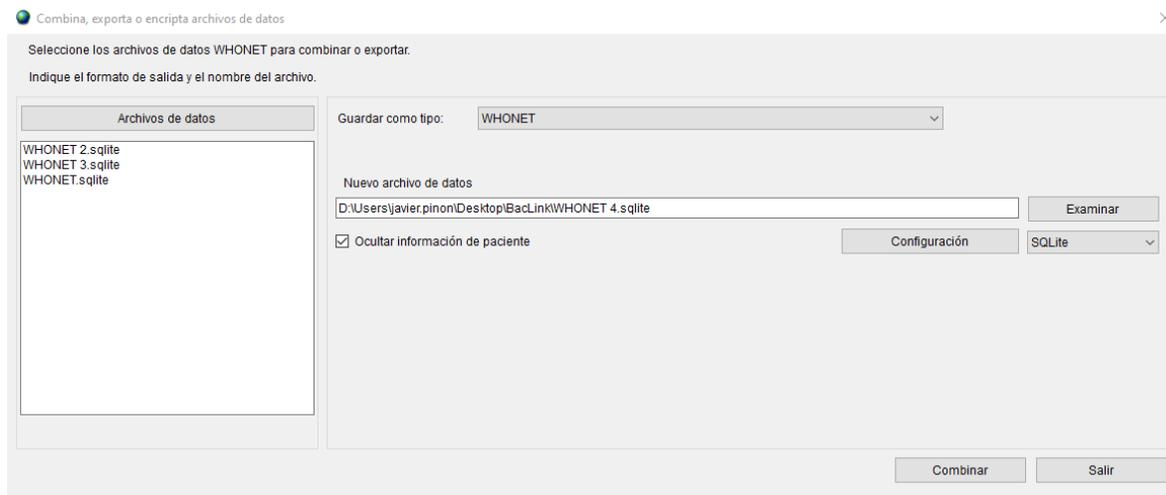 Combina, exporta o encripta archivos de datos
Seleccione los archivos de datos WHONET para combinar o exportar.
Indique el formato de salida y el nombre del archivo.
Archivos de datos
WHONET 2.sqlite
WHONET 3.sqlite
WHONET.sqlite
Guardar como tipo: WHONET
Nuevo archivo de datos
D:\Users\javier.pinon\Desktop\BacLink\WHONET 4.sqlite Examinar
Ocultar información de paciente Configuración SQLite
Combinar Salir